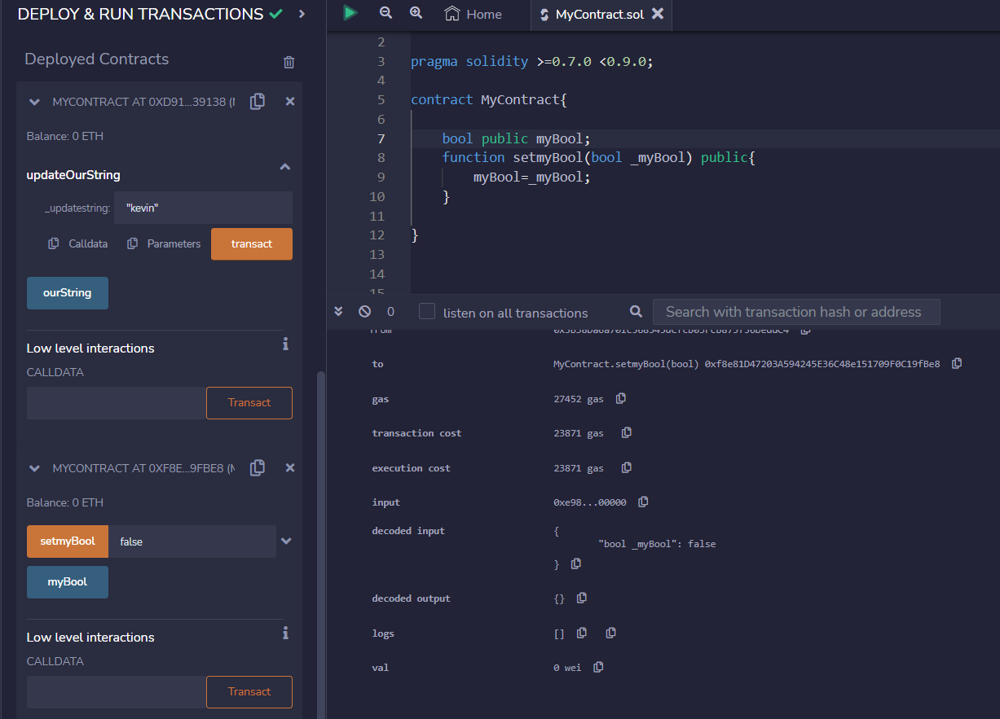 DEPLOY & RUN TRANSACTIONS
Deployed Contracts
MYCONTRACT AT 0XD91...39138 (
Balance: 0 ETH
updateOurString
_updatestring: "kevin"
Calldata Parameters transact
ourString
Low level interactions
CALLDATA
Transact
MYCONTRACT AT 0XF8E...9FBE8 (
Balance: 0 ETH
setmyBool false
myBool
Low level interactions
CALLDATA
Transact
Home MyContract.sol
2
3 pragma solidity >=0.7.0 <0.9.0;
4
5 contract MyContract{
6
7 bool public myBool;
8 function setmyBool(bool _myBool) public{
9 myBool=_myBool;
10 }
11
12 }
13
14
15
0 listen on all transactions Search with transaction hash or address
from
to MyContract.setmyBool(bool) 0xf8e81D47203A594245E36C48e151709F0C19fBe8
gas 27452 gas
transaction cost 23871 gas
execution cost 23871 gas
input 0xe98...00000
decoded input {
"bool _myBool": false
}
decoded output {}
logs []
val 0 wei